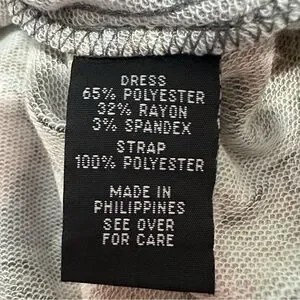 DRESS
65% POLYESTER
32% RAYON
3% SPANDEX
STRAP
100% POLYESTER
MADE IN
PHILIPPINES
SEE OVER
FOR CARE